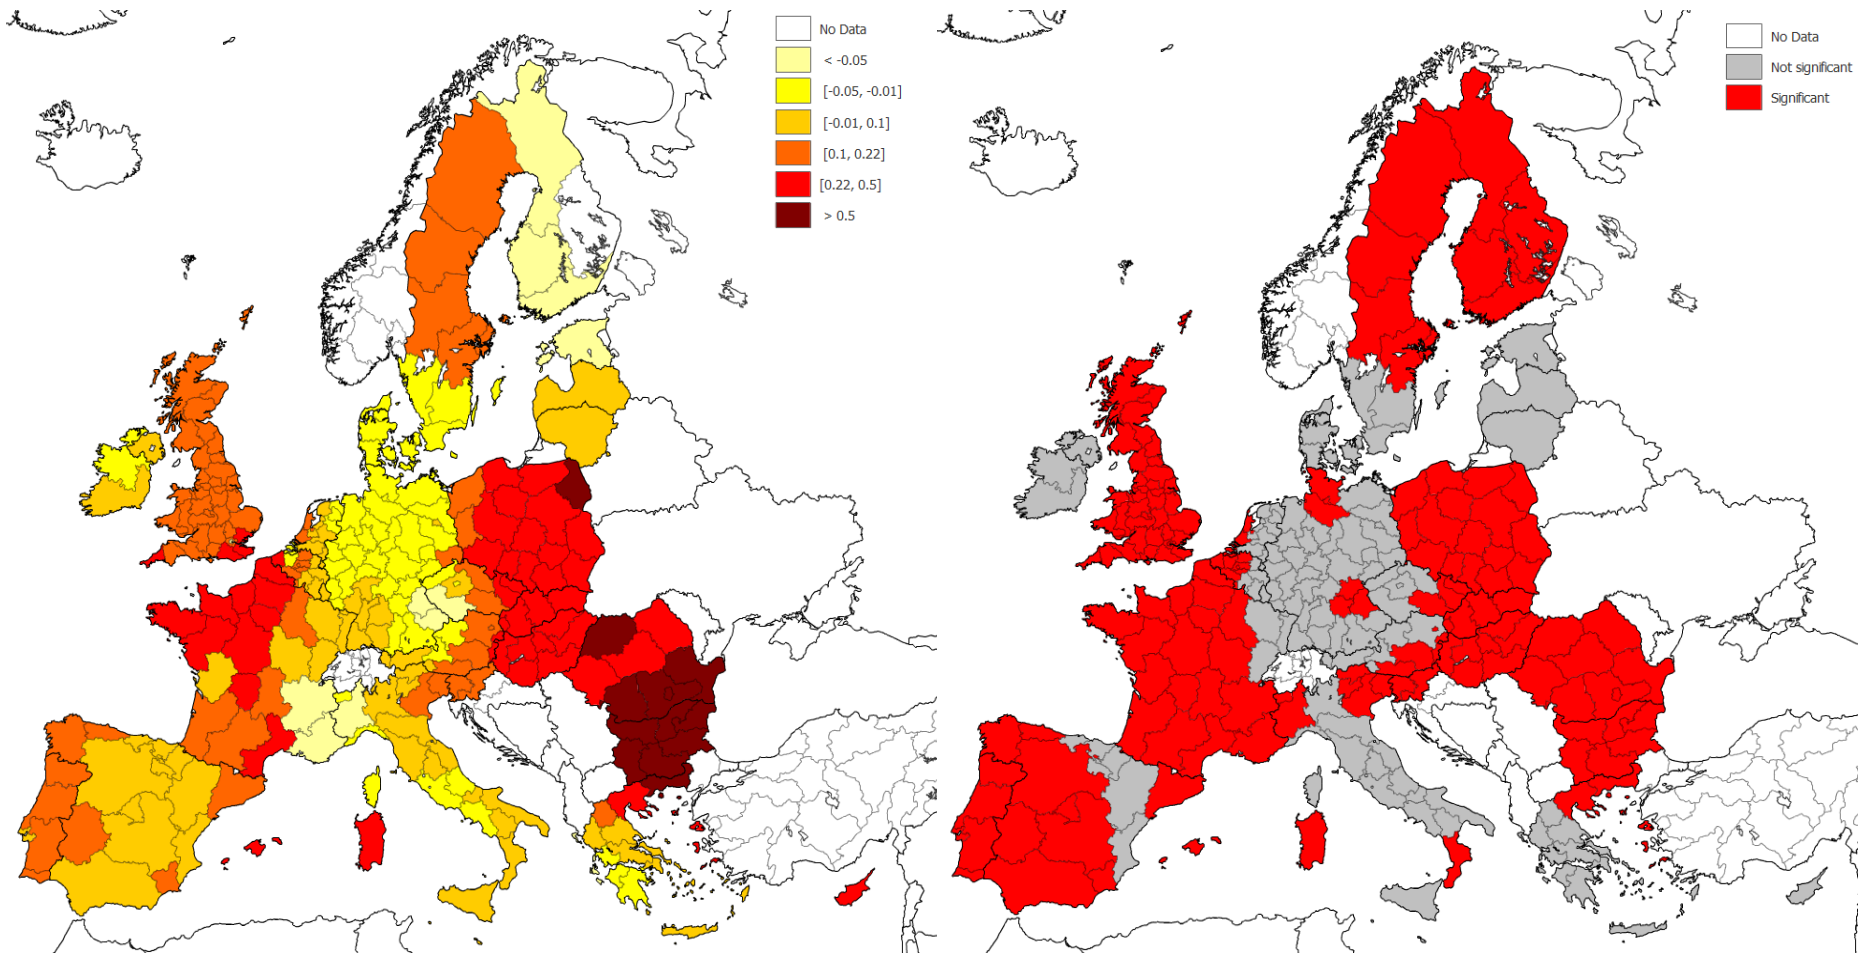 No Data
< -0.05
[-0.05, -0.01]
[-0.01, 0.1]
[0.1, 0.22]
[0.22, 0.5]
> 0.5
No Data
Not significant
Significant